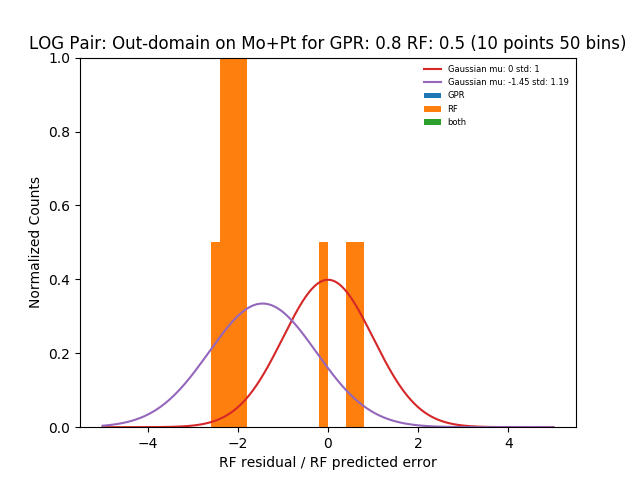 LOG Pair: Out-domain on Mo+Pt for GPR: 0.8 RF: 0.5 (10 points 50 bins)
Gaussian mu: 0 std: 1
Gaussian mu: -1.45 std: 1.19
GPR
RF
both
1.0
0.8
0.6
0.4
0.2
0.0
Normalized Counts
−4 −2 0 2 4
RF residual / RF predicted error